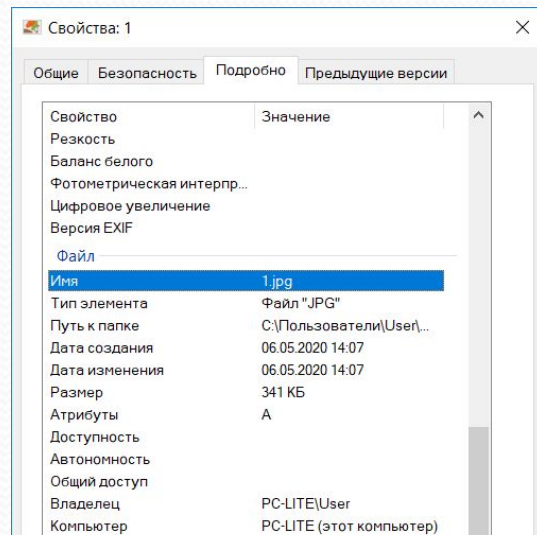 Свойства: 1
Общие Безопасность Подробно Предыдущие версии
Свойство Значение
Резкость
Баланс белого
Фотометрическая интерпр...
Цифровое увеличение
Версия EXIF
Файл
Имя 1.jpg
Тип элемента Файл "JPG"
Путь к папке C:\Пользователи\User\...
Дата создания 06.05.2020 14:07
Дата изменения 06.05.2020 14:07
Размер 341 КБ
Атрибуты A
Доступность
Автономность
Общий доступ
Владелец PC-LITE\User
Компьютер PC-LITE (этот компьютер)